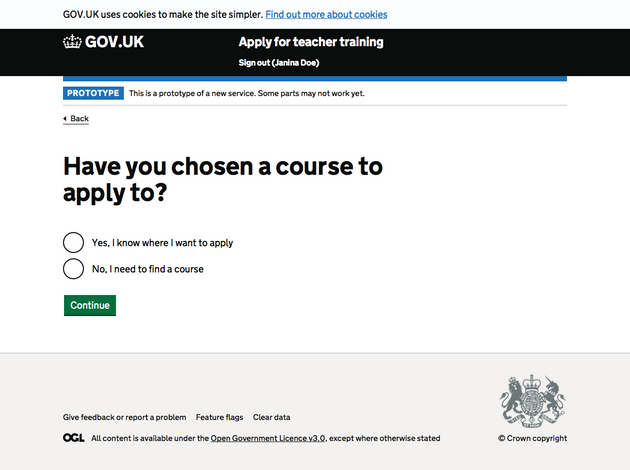 GOV.UK uses cookies to make the site simpler. Find out more about cookies
GOV.UK
Apply for teacher training
Sign out (Janina Doe)
PROTOTYPE This is a prototype of a new service. Some parts may not work yet.
Back
Have you chosen a course to
apply to?
Yes, I know where I want to apply
No, I need to find a course
Continue
Give feedback or report a problem Feature flags Clear data
OGL All content is available under the Open Government Licence v3.0, except where otherwise stated
© Crown copyright